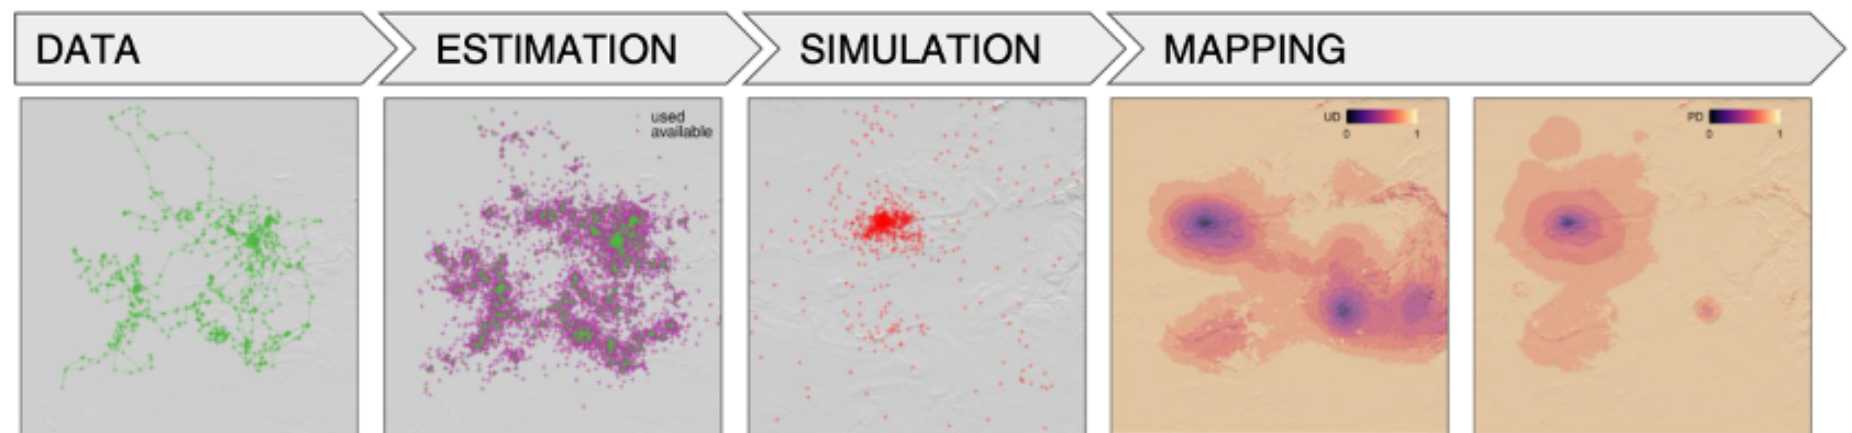 DATA
ESTIMATION
SIMULATION
MAPPING
used
available
UD
0 1
PD
0 1